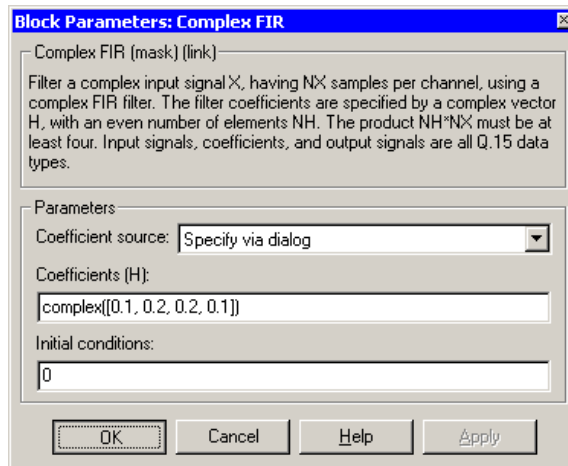 Block Parameters: Complex FIR
Complex FIR (mask) (link)
Filter a complex input signal X, having NX samples per channel, using a
complex FIR filter. The filter coefficients are specified by a complex vector
H, with an even number of elements NH. The product NH*NX must be at
least four. Input signals, coefficients, and output signals are all Q.15 data
types.
Parameters
Coefficient source: Specify via dialog
Coefficients (H):
complex([0.1, 0.2, 0.2, 0.1])
Initial conditions:
0
OK Cancel Help Apply